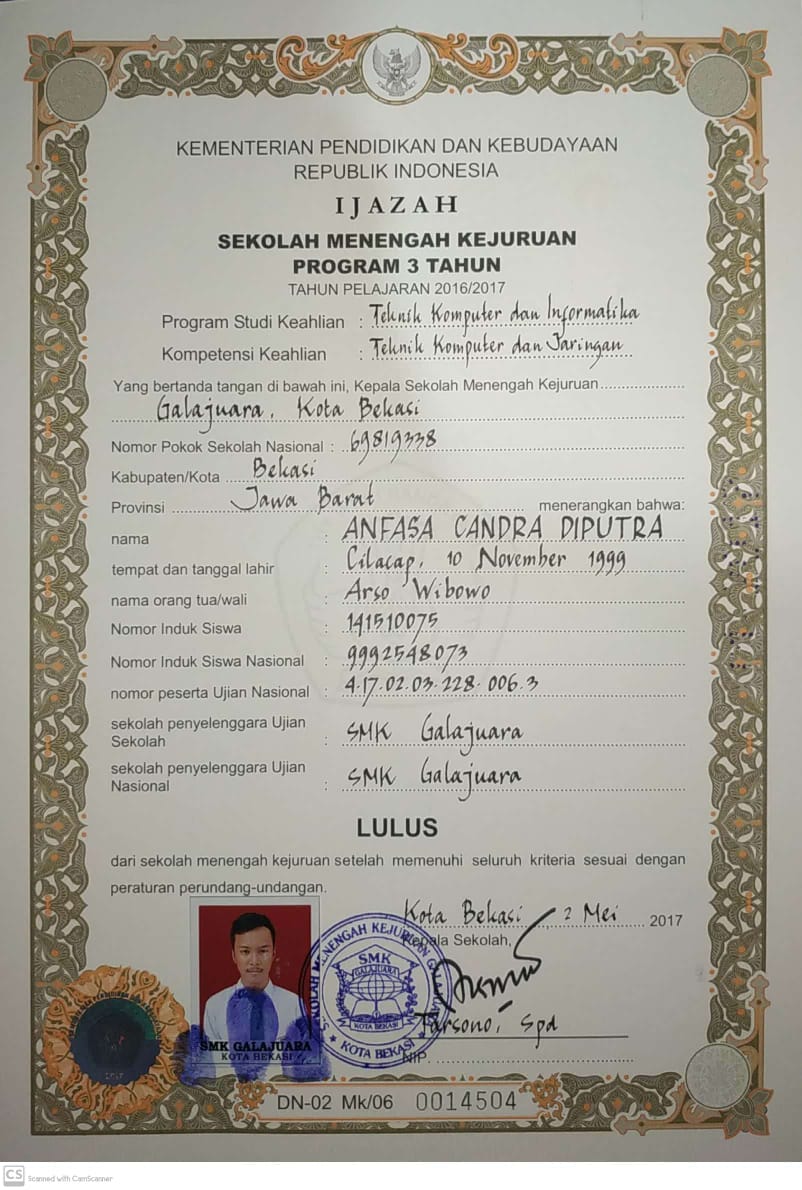 KEMENTERIAN PENDIDIKAN DAN KEBUDAYAAN
REPUBLIK INDONESIA
IJAZAH
SEKOLAH MENENGAH KEJURUAN
PROGRAM 3 TAHUN
TAHUN PELAJARAN 2016/2017
Program Studi Keahlian : Teknik Komputer dan Informatika
Kompetensi Keahlian : Teknik Komputer dan Jaringan
Yang bertanda tangan di bawah ini, Kepala Sekolah Menengah Kejuruan
Galajuara, Kota Bekasi
Nomor Pokok Sekolah Nasional : 69819338
Kabupaten/Kota Bekasi
Provinsi Jawa Barat menerangkan bahwa:
nama : ANFASA CANDRA DIPUTRA
tempat dan tanggal lahir : Cilacap, 10 November 1999
nama orang tua/wali : Arso Wibowo
Nomor Induk Siswa : 141510075
Nomor Induk Siswa Nasional : 9992548073
nomor peserta Ujian Nasional : 4-17-02-03-228-006-3
sekolah penyelenggara Ujian
Sekolah : SMK Galajuara
sekolah penyelenggara Ujian
Nasional : SMK Galajuara
LULUS
dari sekolah menengah kejuruan setelah memenuhi seluruh kriteria sesuai dengan
peraturan perundang-undangan.
Kota Bekasi, 2 Mei 2017
Kepala Sekolah,
SEKOLAH MENENGAH KEJURUAN GALAJUARA
SMK
GALAJUARA
KOTA BEKASI
KOTA BEKASI
Tarsono, Spd
NIP.
SMK GALAJUARA
KOTA BEKASI
DN-02 Mk/06 0014504
CS Scanned with CamScanner